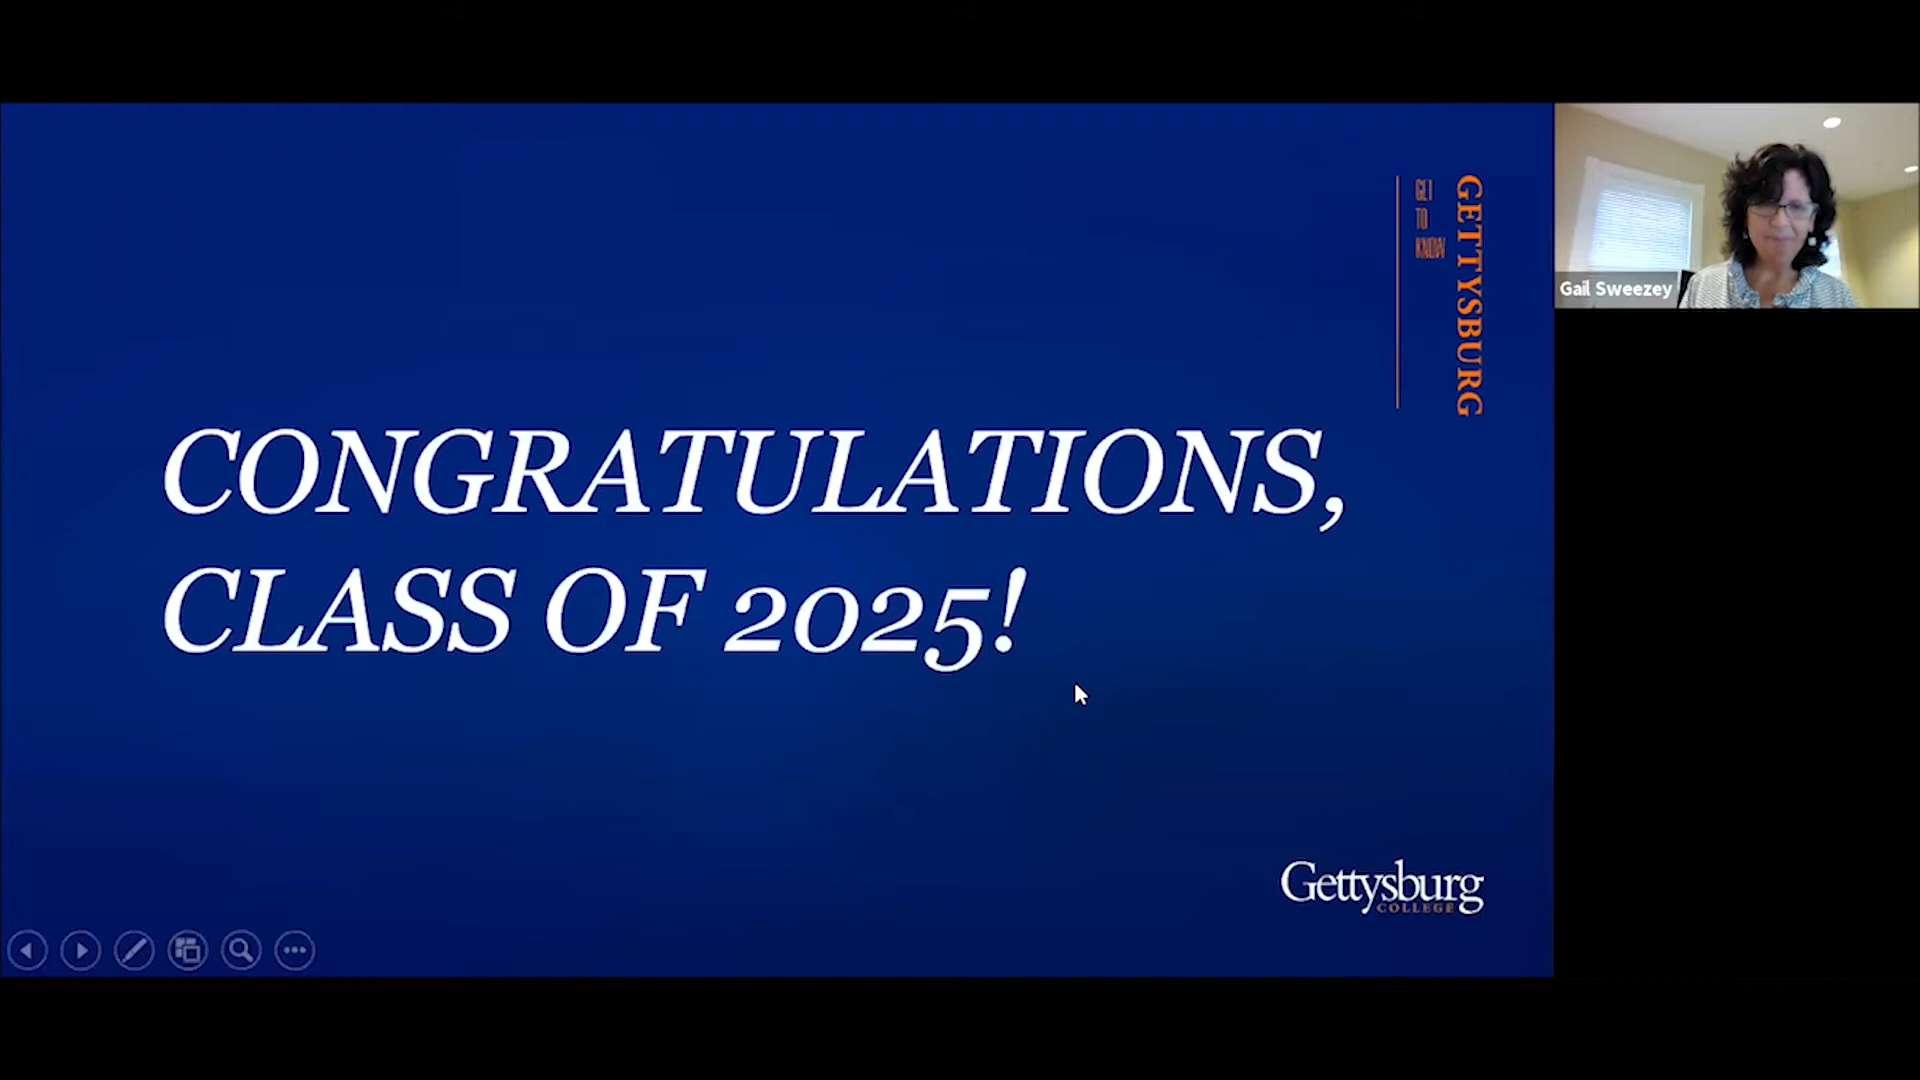 GET
TO
KNOW
GETTYSBURG
Gail Sweezey
CONGRATULATIONS,
CLASS OF 2025!
Gettysburg
COLLEGE